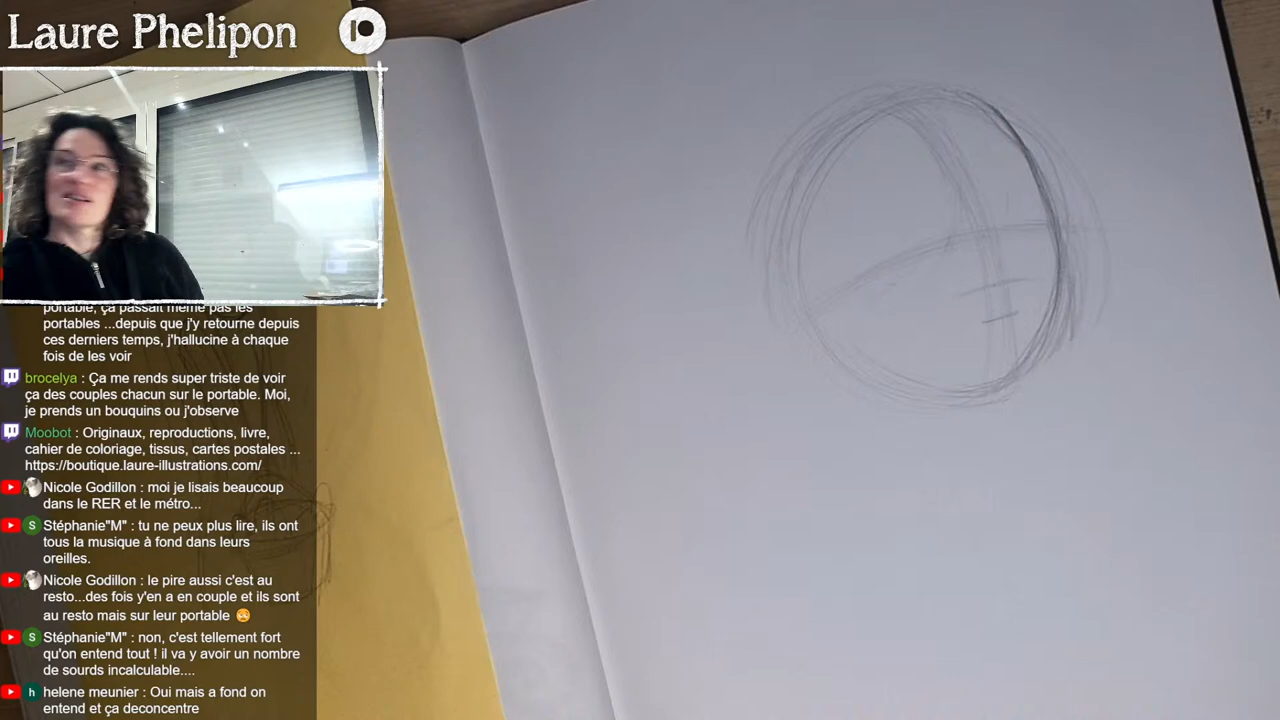 Laure Phelipon
portable, ça passait même pas les
portables ...depuis que j'y retourne depuis
ces derniers temps, j'hallucine à chaque
fois de les voir
brocelya : Ça me rends super triste de voir
ça des couples chacun sur le portable. Moi,
je prends un bouquins ou j'observe
Moobot : Originaux, reproductions, livre,
cahier de coloriage, tissus, cartes postales ...
https://boutique.laure-illustrations.com/
Nicole Godillon : moi je lisais beaucoup
dans le RER et le métro...
S Stéphanie"M" : tu ne peux plus lire, ils ont
tous la musique à fond dans leurs
oreilles.
Nicole Godillon : le pire aussi c'est au
resto...des fois y'en a en couple et ils sont
au resto mais sur leur portable
S Stéphanie"M" : non, c'est tellement fort
qu'on entend tout ! il va y avoir un nombre
de sourds incalculable....
h helene meunier : Oui mais a fond on
entend et ça deconcentre